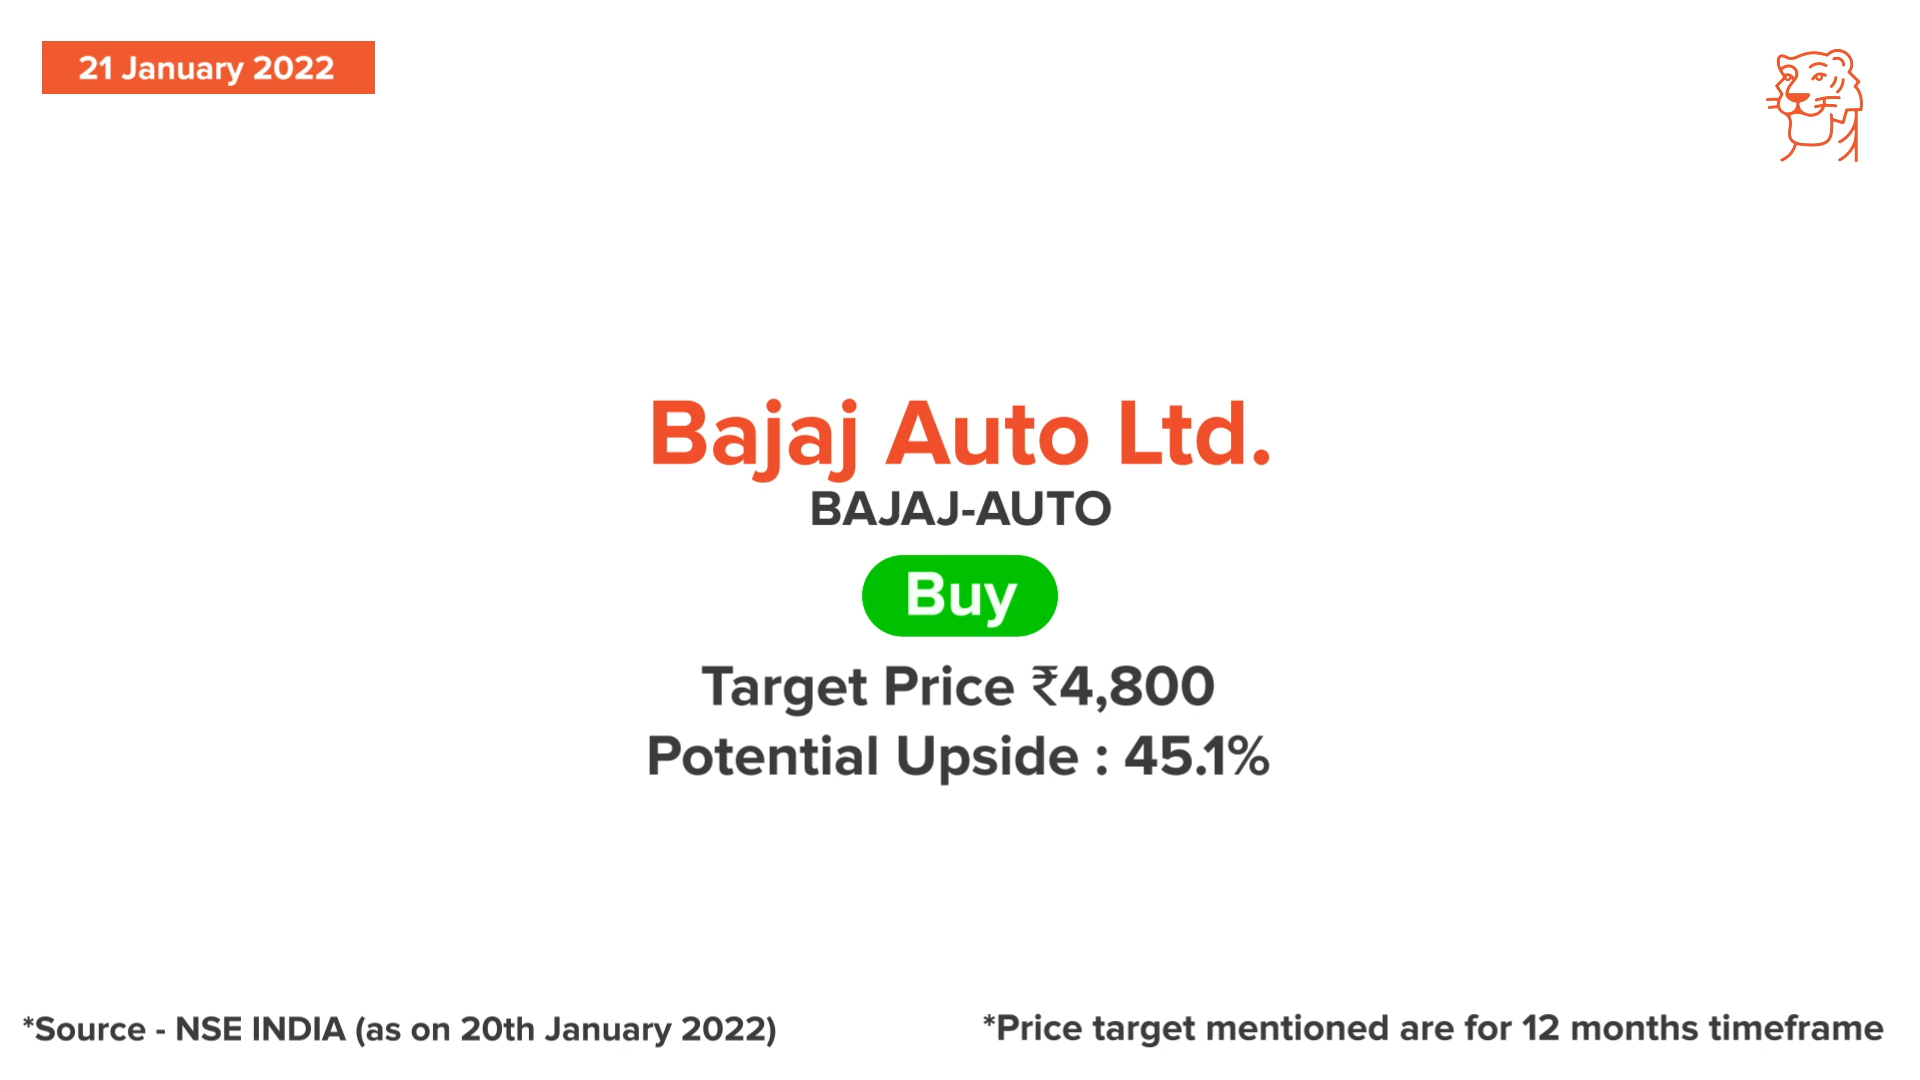 21 January 2022
Bajaj Auto Ltd.
BAJAJ-AUTO
Buy
Target Price ₹4,800
Potential Upside : 45.1%
*Source - NSE INDIA (as on 20th January 2022)
*Price target mentioned are for 12 months timeframe